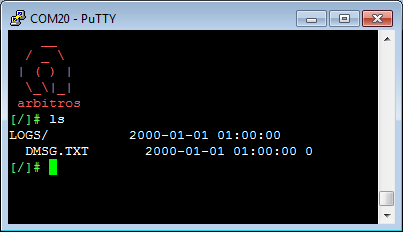 COM20 - PuTTY
arbitros
[/]# ls
LOGS/ 2000-01-01 01:00:00
DMSG.TXT 2000-01-01 01:00:00 0
[/]#